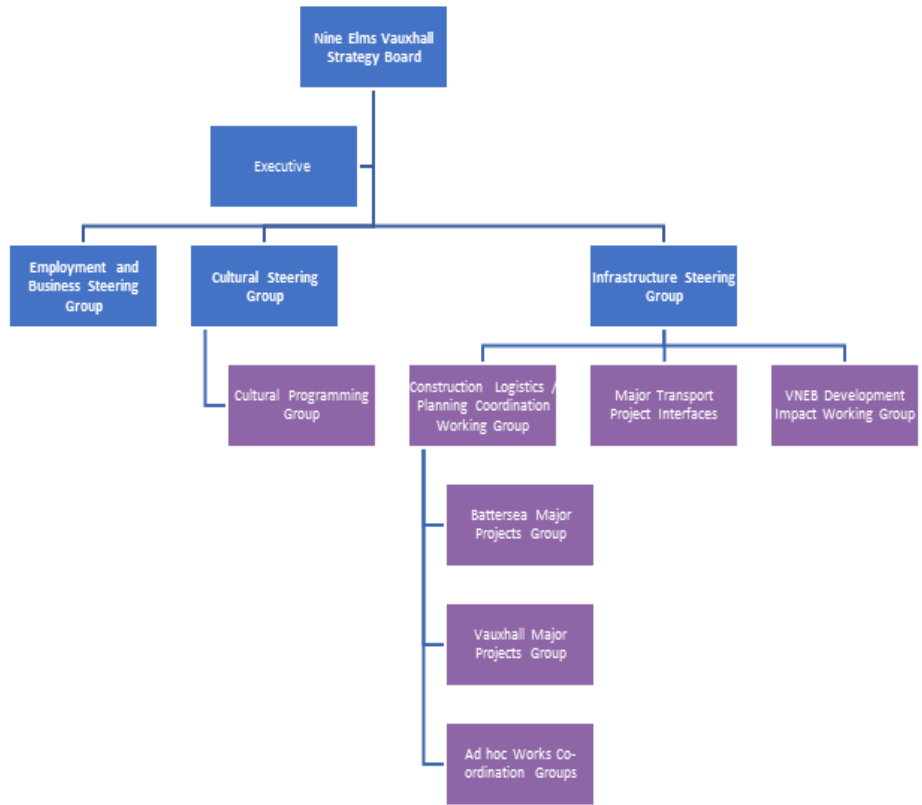 Nine Elms Vauxhall
Strategy Board
Executive
Employment and
Business Steering
Group
Cultural Steering
Group
Infrastructure Steering
Group
Cultural Programming
Group
Construction Logistics /
Planning Coordination
Working Group
Major Transport
Project Interfaces
VNEB Development
Impact Working Group
Battersea Major
Projects Group
Vauxhall Major
Projects Group
Ad hoc Works Co-
ordination Groups